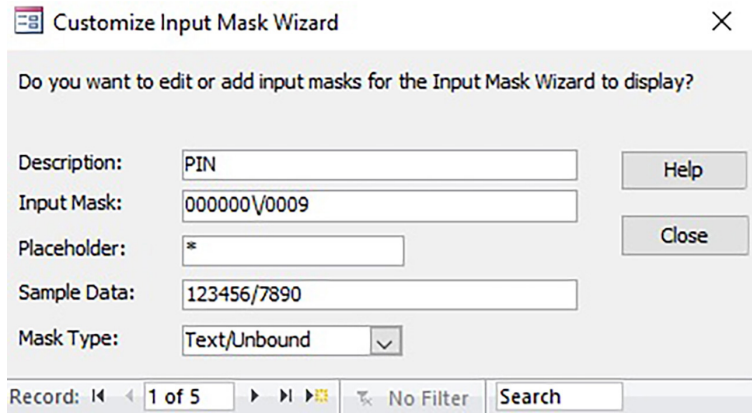 Customize Input Mask Wizard
Do you want to edit or add input masks for the Input Mask Wizard to display?
Description: PIN Help
Input Mask: 000000\/0009
Placeholder: * Close
Sample Data: 123456/7890
Mask Type: Text/Unbound
Record: 1 of 5 No Filter Search